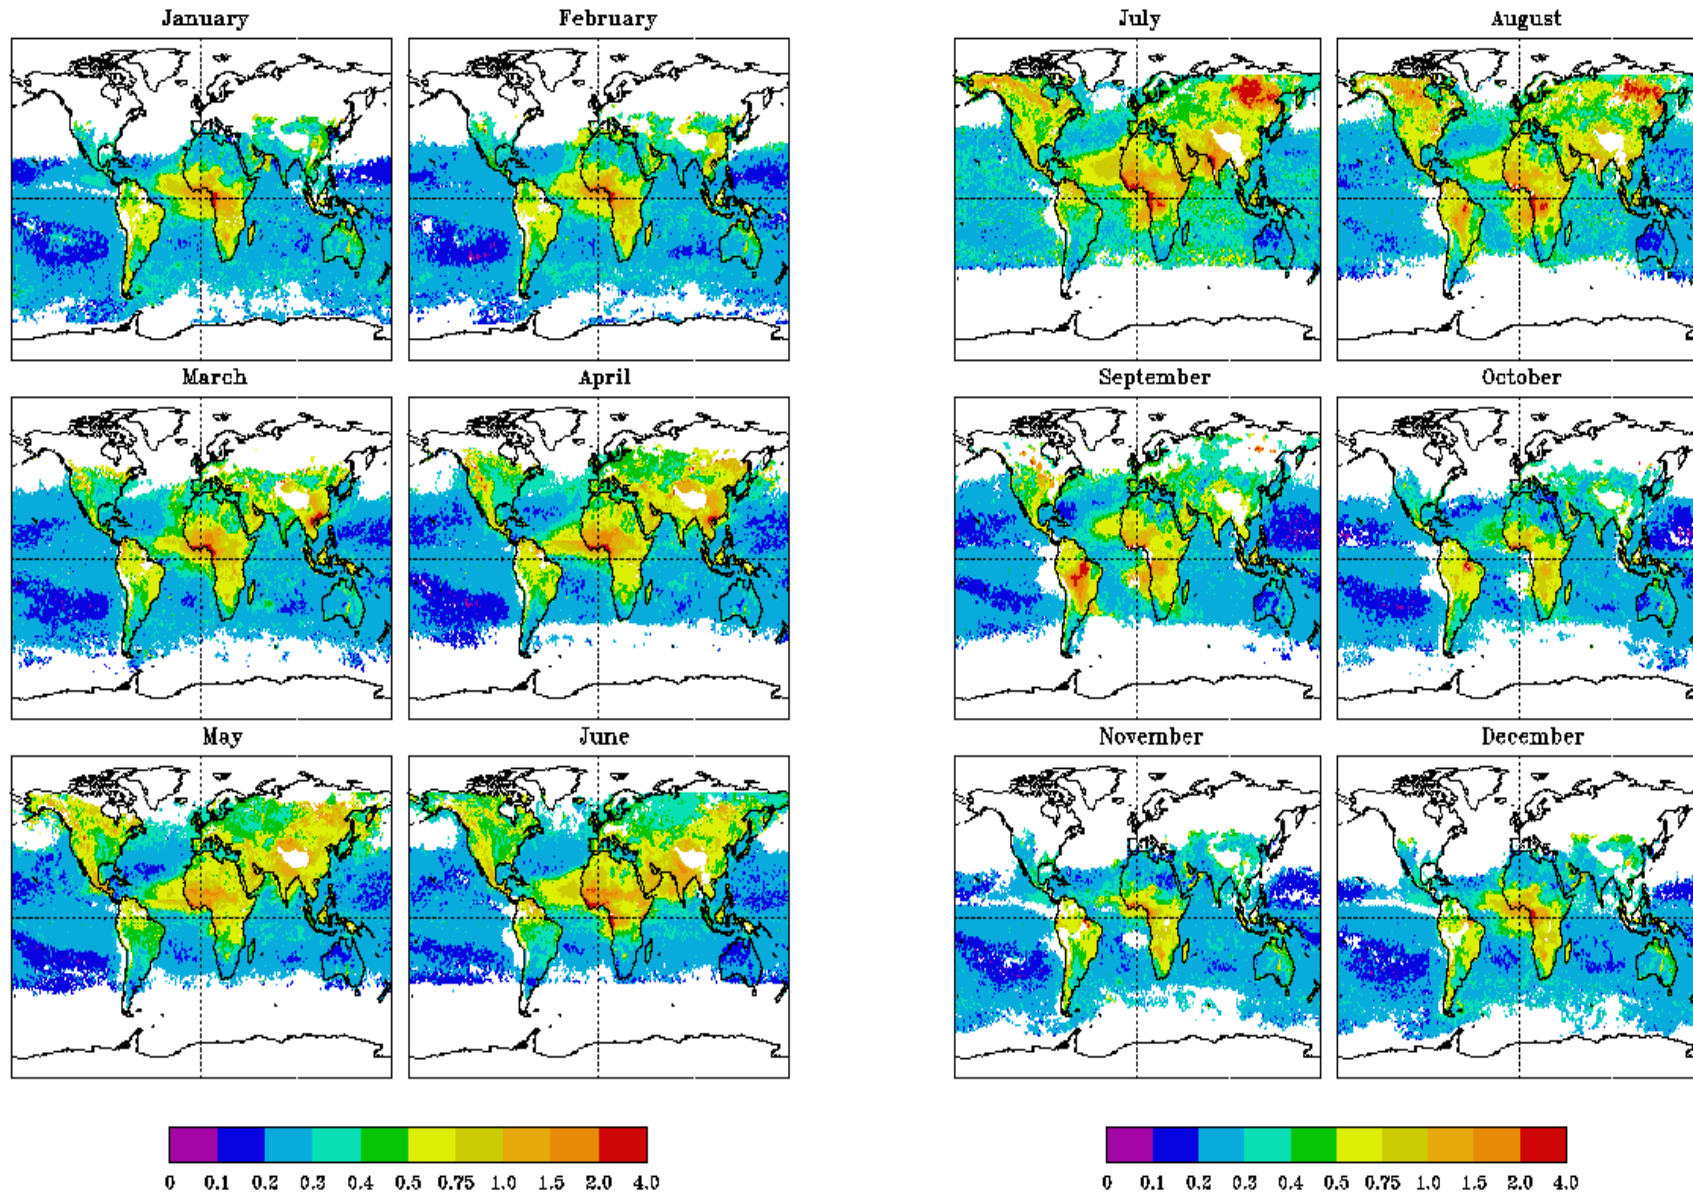 January February July August
March April September October
May June November December
0 0.1 0.2 0.3 0.4 0.5 0.75 1.0 1.5 2.0 4.0
0 0.1 0.2 0.3 0.4 0.5 0.75 1.0 1.5 2.0 4.0